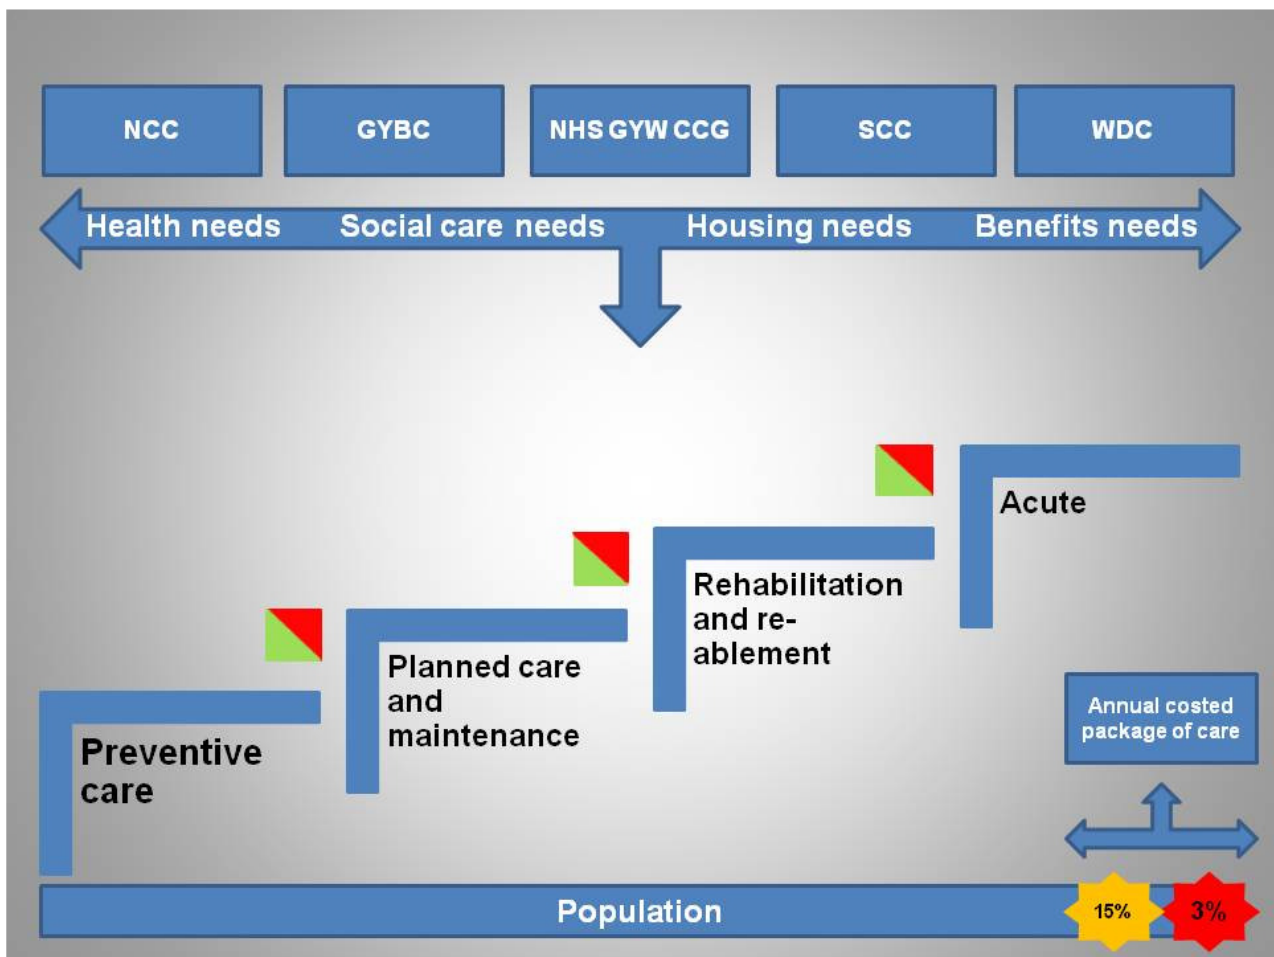 NCC
GYBC
NHS GYW CCG
SCC
WDC
Health needs
Social care needs
Housing needs
Benefits needs
Acute
Rehabilitation
and re-
ablement
Planned care
and
maintenance
Preventive
care
Annual costed
package of care
Population
15%
3%